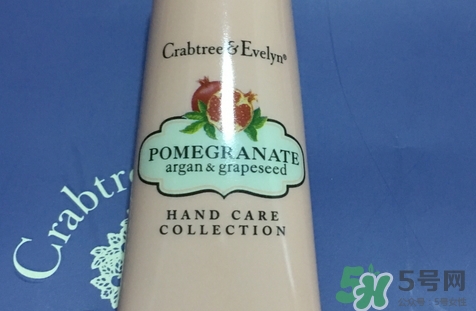 Crabtree & Evelyn®
POMEGRANATE
argan & grapeseed
HAND CARE
COLLECTION
Crabtree
5号网